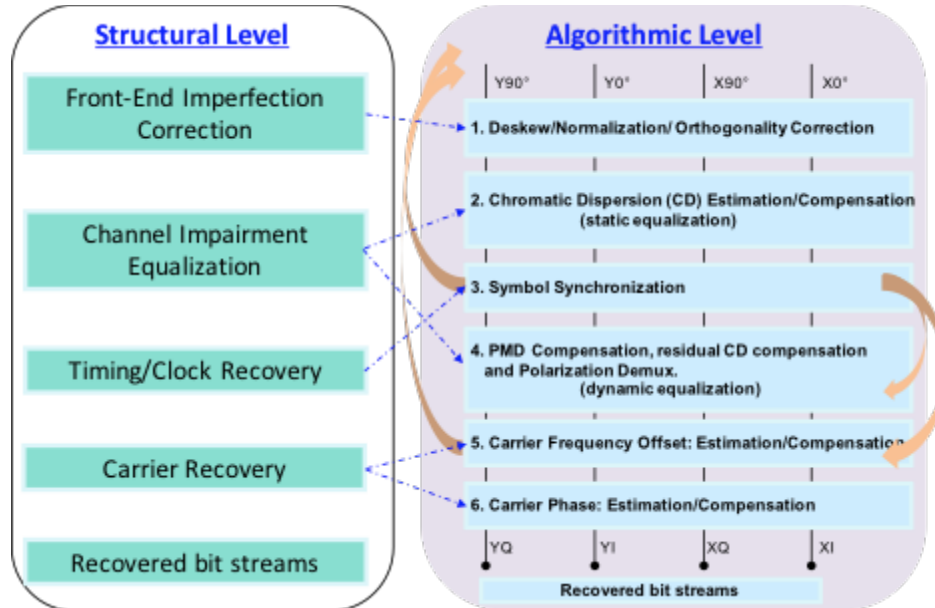 Structural Level
Front-End Imperfection
Correction
Channel Impairment
Equalization
Timing/Clock Recovery
Carrier Recovery
Recovered bit streams
Algorithmic Level
Y90° Y0° X90° X0°
1. Deskew/Normalization/ Orthogonality Correction
2. Chromatic Dispersion (CD) Estimation/Compensation
(static equalization)
3. Symbol Synchronization
4. PMD Compensation, residual CD compensation
and Polarization Demux.
(dynamic equalization)
5. Carrier Frequency Offset: Estimation/Compensation
6. Carrier Phase: Estimation/Compensation
YQ YI XQ XI
Recovered bit streams